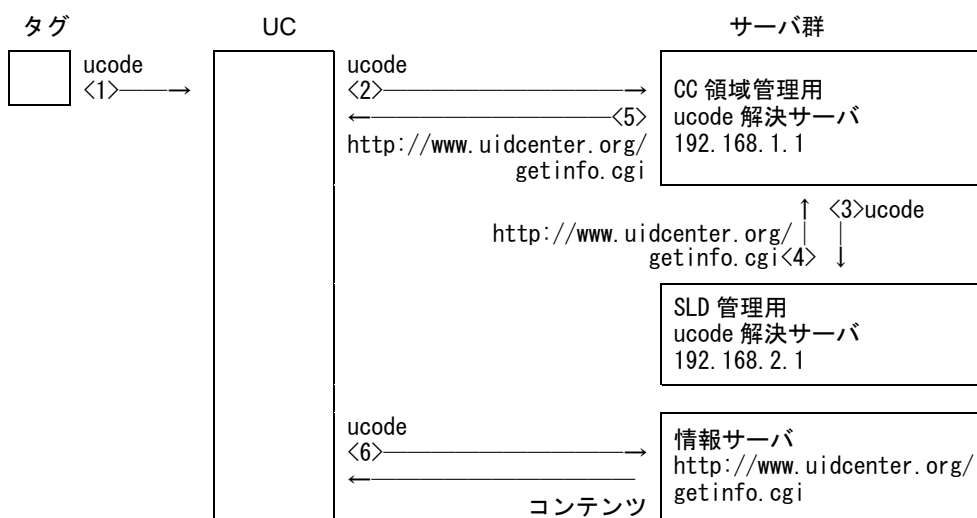 タグ
UC
サーバ群
ucode
<1>
ucode
<2>
<5>
http://www.uidcenter.org/
getinfo.cgi
CC 領域管理用
ucode 解決サーバ
192.168.1.1
<3>ucode
http://www.uidcenter.org/
getinfo.cgi<4>
SLD 管理用
ucode 解決サーバ
192.168.2.1
ucode
<6>
コンテンツ
情報サーバ
http://www.uidcenter.org/
getinfo.cgi